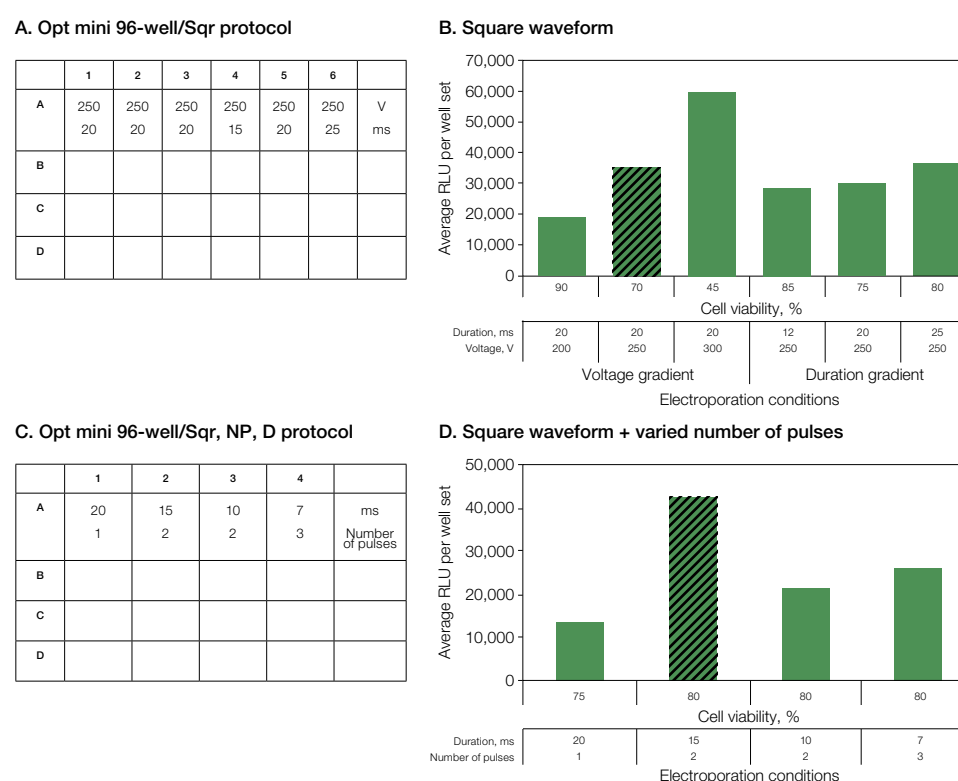 A. Opt mini 96-well/Sqr protocol
1 2 3 4 5 6
A 250 250 250 250 250 250 V
20 20 20 15 20 25 ms
B
C
D
B. Square waveform
Average RLU per well set
70,000
60,000
50,000
40,000
30,000
20,000
10,000
0
90 70 45 85 75 80
Cell viability, %
Duration, ms 20 20 20 12 20 25
Voltage, V 200 250 300 250 250 250
Voltage gradient Duration gradient
Electroporation conditions
C. Opt mini 96-well/Sqr, NP, D protocol
1 2 3 4
A 20 15 10 7 ms
1 2 2 3 Number
of pulses
B
C
D
D. Square waveform + varied number of pulses
Average RLU per well set
50,000
40,000
30,000
20,000
10,000
0
75 80 80 80
Cell viability, %
Duration, ms 20 15 10 7
Number of pulses 1 2 2 3
Electroporation conditions